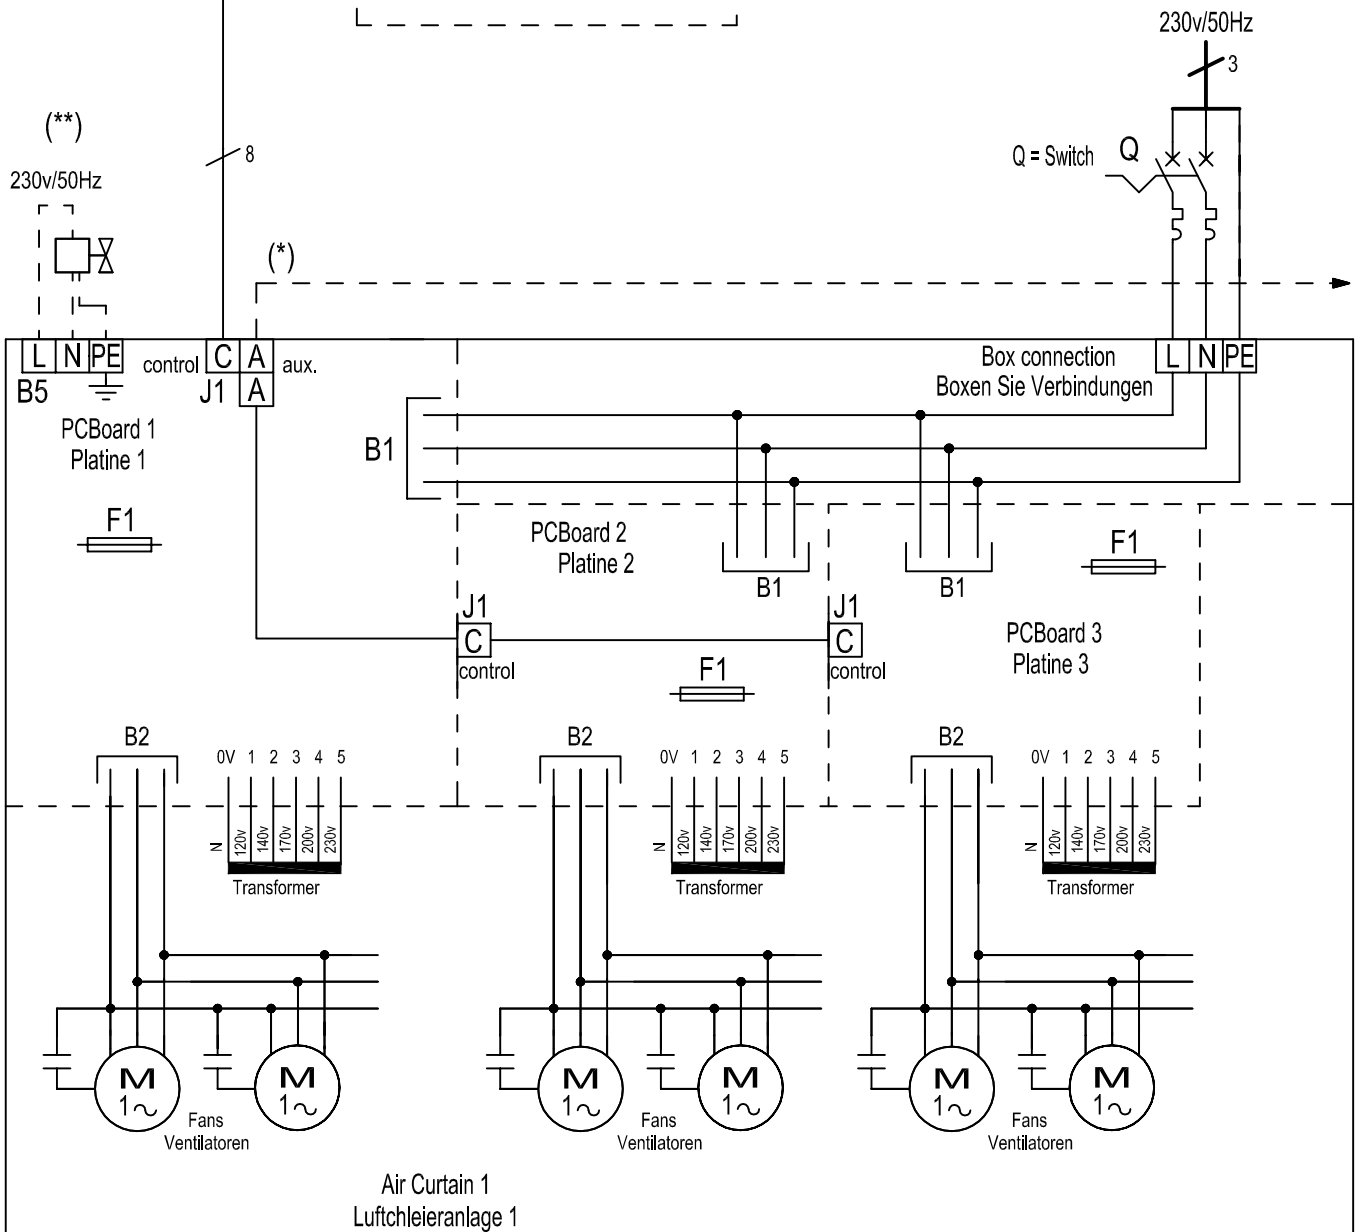 230v/50Hz
3
(**)
8
Q = Switch
Q
230v/50Hz
(*)
L N PE
control
C A
aux.
Box connection
L N PE
B5
J1
A
Boxen Sie Verbindungen
PCBoard 1
Platine 1
B1
F1
PCBoard 2
Platine 2
F1
B1
B1
J1
J1
C
C
control
control
PCBoard 3
Platine 3
F1
B2
0V 1 2 3 4 5
B2
0V 1 2 3 4 5
B2
0V 1 2 3 4 5
N 120v 140v 170v 200v 230v
N 120v 140v 170v 200v 230v
N 120v 140v 170v 200v 230v
Transformer
Transformer
Transformer
M
1~
M
1~
M
1~
M
1~
M
1~
M
1~
Fans
Ventilatoren
Fans
Ventilatoren
Fans
Ventilatoren
Air Curtain 1
Luftchleieranlage 1